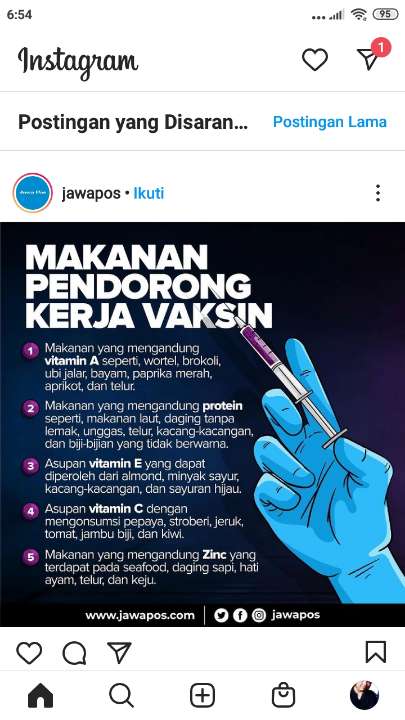 6:54
95
Instagram
1
Postingan yang Disaran... Postingan Lama
jawapos • Ikuti
MAKANAN
PENDORONG
KERJA VAKSIN
1 Makanan yang mengandung
vitamin A seperti, wortel, brokoli,
ubi jalar, bayam, paprika merah,
aprikot, dan telur.
2 Makanan yang mengandung protein
seperti, makanan laut, daging tanpa
lemak, unggas, telur, kacang-kacangan,
dan biji-bijian yang tidak berwarna.
3 Asupan vitamin E yang dapat
diperoleh dari almond, minyak sayur,
kacang-kacangan, dan sayuran hijau.
4 Asupan vitamin C dengan
mengonsumsi pepaya, stroberi, jeruk,
tomat, jambu biji, dan kiwi.
5 Makanan yang mengandung Zinc yang
terdapat pada seafood, daging sapi, hati
ayam, telur, dan keju.
www.jawapos.com jawapos